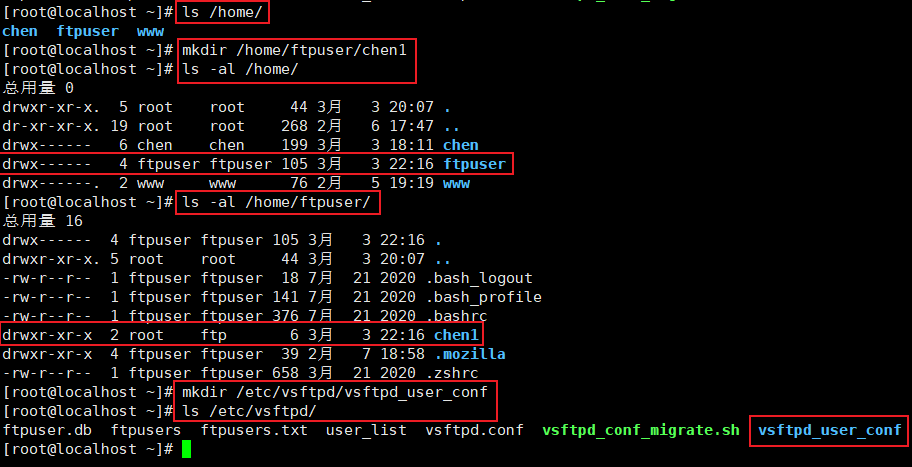 [root@localhost ~]# ls /home/
chen ftpuser www
[root@localhost ~]# mkdir /home/ftpuser/chen1
[root@localhost ~]# ls -al /home/
总用量 0
drwxr-xr-x. 5 root root 44 3月 3 20:07 .
dr-xr-xr-x. 19 root root 268 2月 6 17:47 ..
drwx------ 6 chen chen 199 3月 3 18:11 chen
drwx------ 4 ftpuser ftpuser 105 3月 3 22:16 ftpuser
drwx------. 2 www www 76 2月 5 19:19 www
[root@localhost ~]# ls -al /home/ftpuser/
总用量 16
drwx------ 4 ftpuser ftpuser 105 3月 3 22:16 .
drwxr-xr-x. 5 root root 44 3月 3 20:07 ..
-rw-r--r-- 1 ftpuser ftpuser 18 7月 21 2020 .bash_logout
-rw-r--r-- 1 ftpuser ftpuser 141 7月 21 2020 .bash_profile
-rw-r--r-- 1 ftpuser ftpuser 376 7月 21 2020 .bashrc
drwxr-xr-x 2 root ftp 6 3月 3 22:16 chen1
drwxr-xr-x 4 ftpuser ftpuser 39 2月 7 18:58 .mozilla
-rw-r--r-- 1 ftpuser ftpuser 658 3月 21 2020 .zshrc
[root@localhost ~]# mkdir /etc/vsftpd/vsftpd_user_conf
[root@localhost ~]# ls /etc/vsftpd/
ftpuser.db ftpusers ftpusers.txt user_list vsftpd.conf vsftpd_conf_migrate.sh vsftpd_user_conf
[root@localhost ~]#